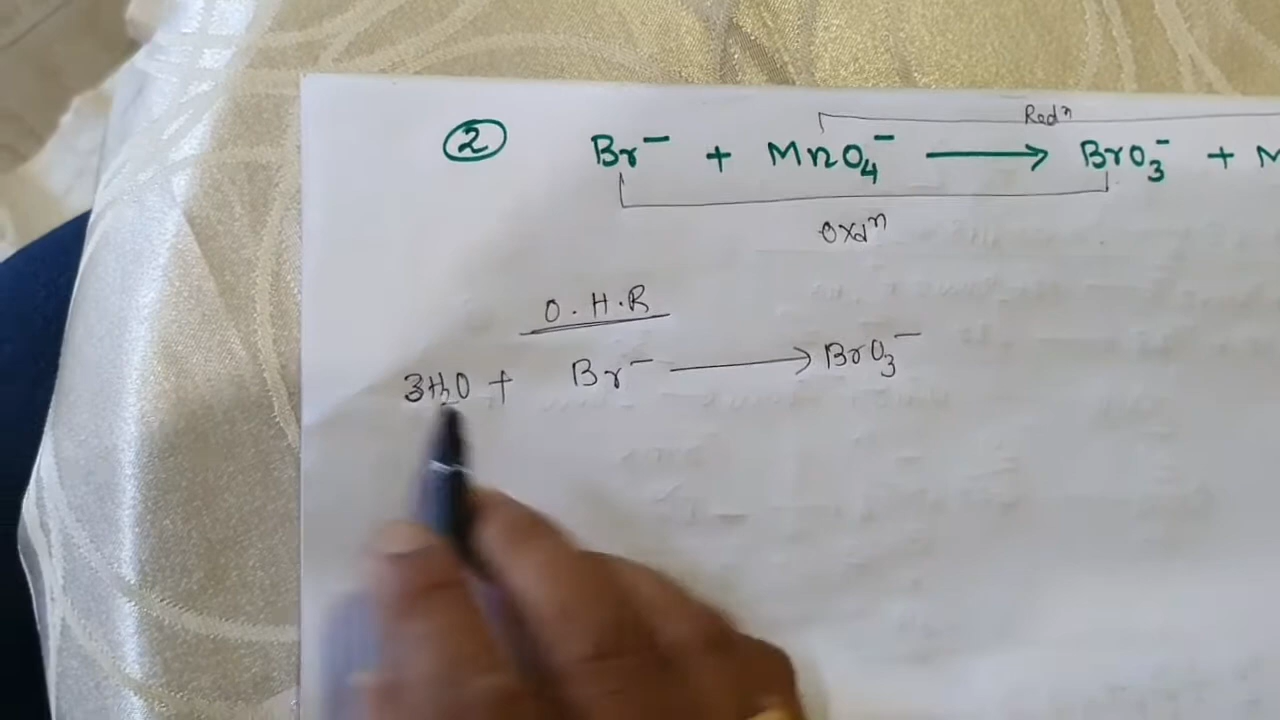 Redⁿ
② Br⁻ + MnO₄⁻ ⟶ BrO₃⁻ + M
Oxdⁿ
O.H.R
3H₂O + Br⁻ ⟶ BrO₃⁻